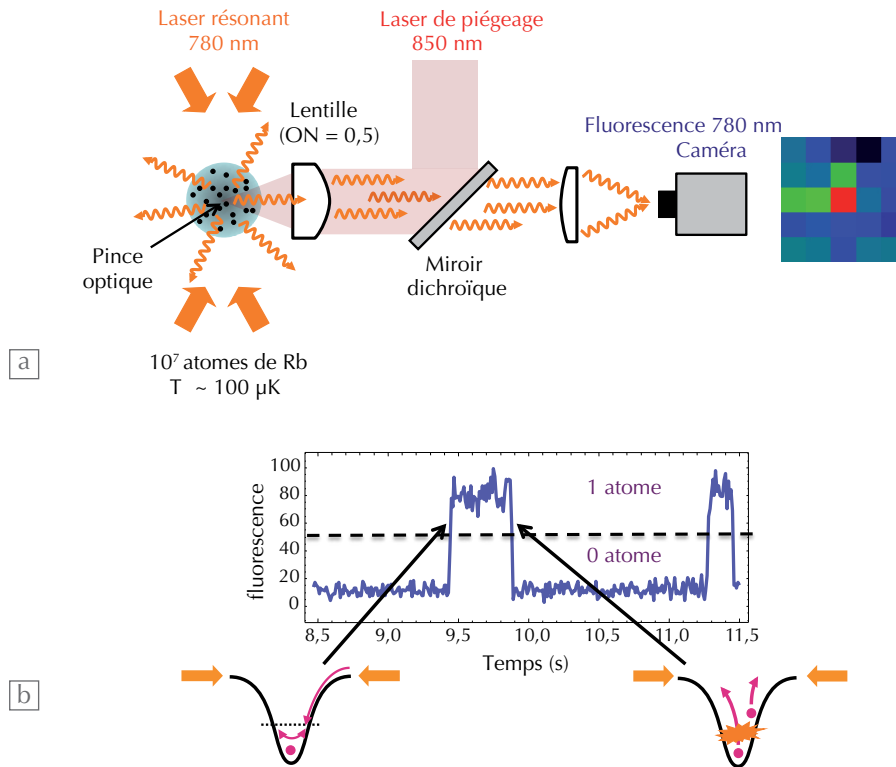 Laser résonant
780 nm
Laser de piégeage
850 nm
Lentille
(ON = 0,5)
Fluorescence 780 nm
Caméra
Pince
optique
Miroir
dichroïque
10⁷ atomes de Rb
T ~ 100 µK
a
100
80
60
40
20
0
fluorescence
1 atome
0 atome
8,5 9,0 9,5 10,0 10,5 11,0 11,5
Temps (s)
b